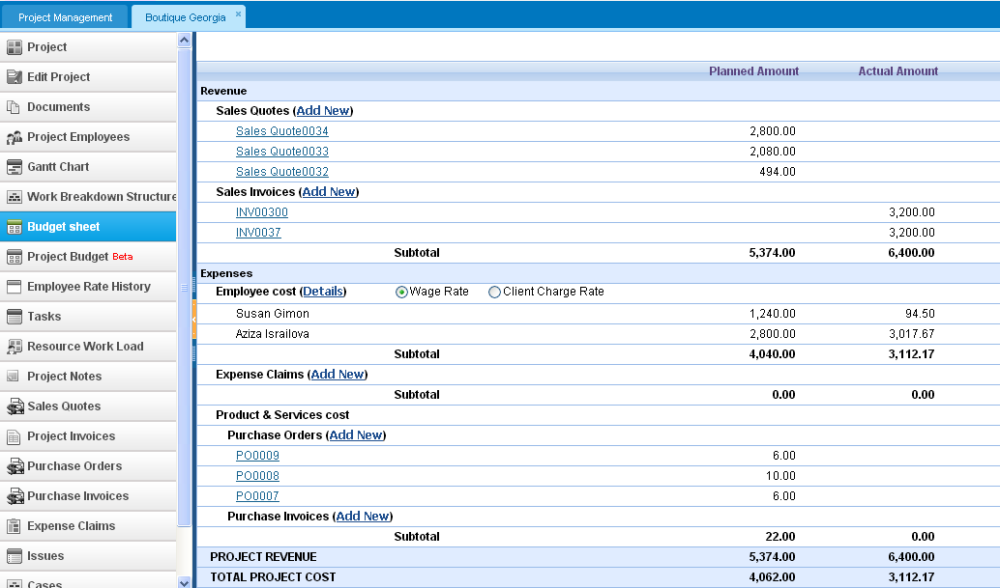 Project Management
Boutique Georgia
Project
Edit Project
Documents
Project Employees
Gantt Chart
Work Breakdown Structure
Budget sheet
Project Budget Beta
Employee Rate History
Tasks
Resource Work Load
Project Notes
Sales Quotes
Project Invoices
Purchase Orders
Purchase Invoices
Expense Claims
Issues
Cases
Planned Amount Actual Amount
Revenue
Sales Quotes (Add New)
Sales Quote0034 2,800.00
Sales Quote0033 2,080.00
Sales Quote0032 494.00
Sales Invoices (Add New)
INV00300 3,200.00
INV0037 3,200.00
Subtotal 5,374.00 6,400.00
Expenses
Employee cost (Details) Wage Rate Client Charge Rate
Susan Gimon 1,240.00 94.50
Aziza Israilova 2,800.00 3,017.67
Subtotal 4,040.00 3,112.17
Expense Claims (Add New)
Subtotal 0.00 0.00
Product & Services cost
Purchase Orders (Add New)
PO0009 6.00
PO0008 10.00
PO0007 6.00
Purchase Invoices (Add New)
Subtotal 22.00 0.00
PROJECT REVENUE 5,374.00 6,400.00
TOTAL PROJECT COST 4,062.00 3,112.17